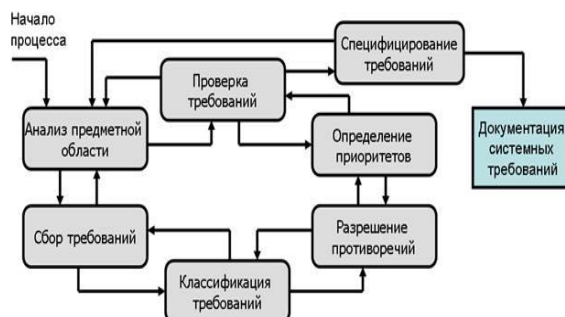 Начало
процесса
Спецификация
требований
Проверка
требований
Анализ предметной
области
Определение
приоритетов
Документация
системных
требований
Сбор требований
Разрешение
противоречий
Классификация
требований